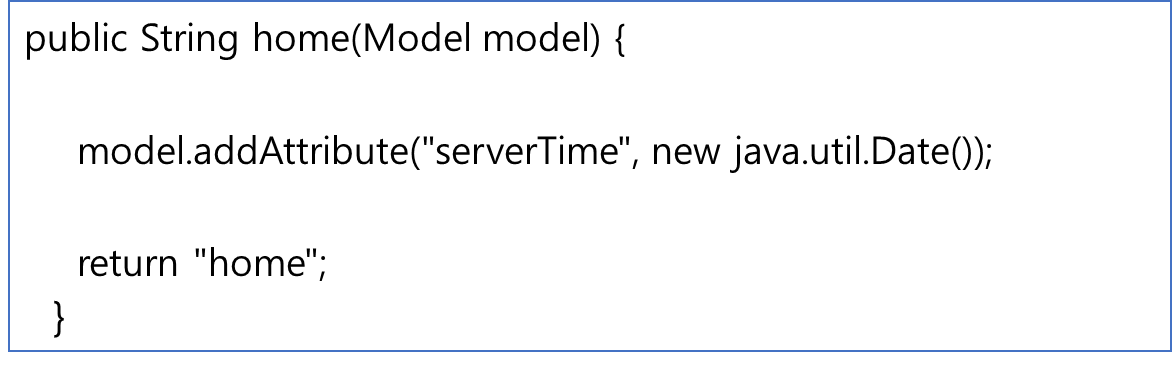 public String home(Model model) {
model.addAttribute("serverTime", new java.util.Date());
return "home";
}